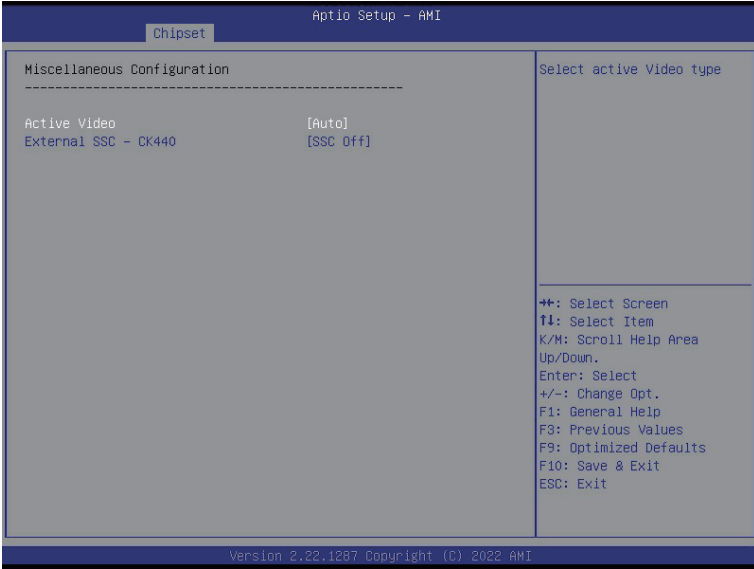 Aptio Setup – AMI
Chipset
Miscellaneous Configuration
--------------------------------------------------
Active Video [Auto]
External SSC – CK440 [SSC Off]
Select active Video type
→←: Select Screen
↑↓: Select Item
K/M: Scroll Help Area
Up/Down.
Enter: Select
+/-: Change Opt.
F1: General Help
F3: Previous Values
F9: Optimized Defaults
F10: Save & Exit
ESC: Exit
Version 2.22.1287 Copyright (C) 2022 AMI